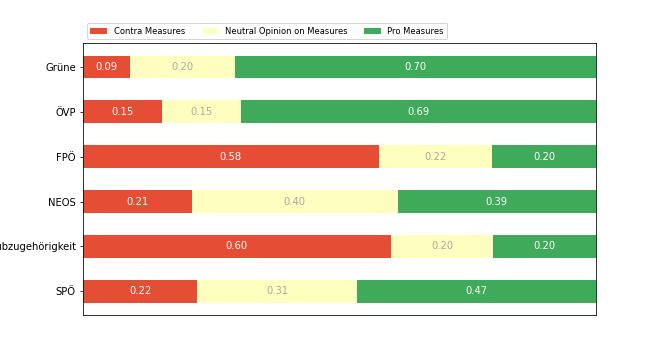 Contra Measures Neutral Opinion on Measures Pro Measures
Grüne 0.09 0.20 0.70
ÖVP 0.15 0.15 0.69
FPÖ 0.58 0.22 0.20
NEOS 0.21 0.40 0.39
ubzugehörigkeit 0.60 0.20 0.20
SPÖ 0.22 0.31 0.47